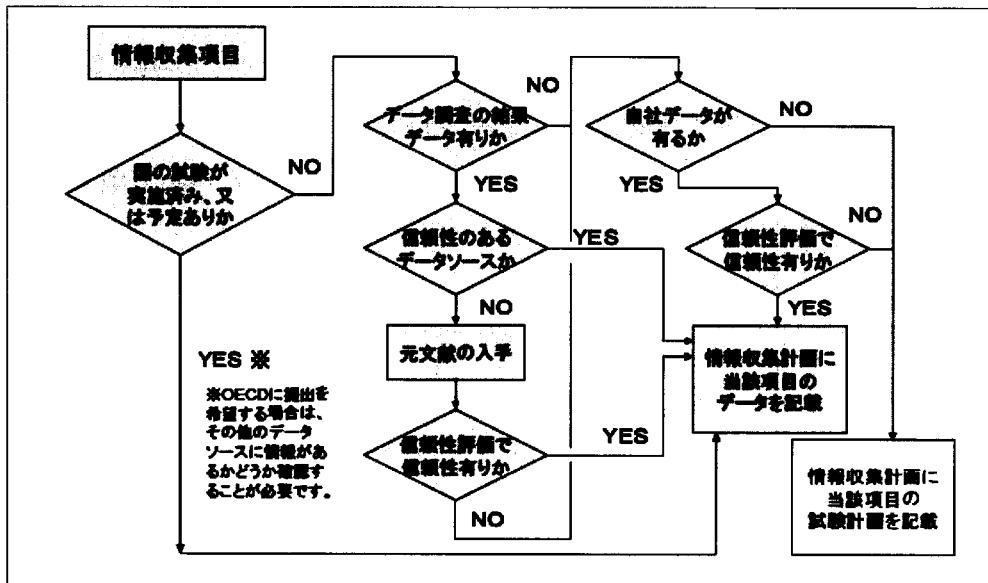 情報収集項目
国の試験が
実施済み、又
は予定ありか
NO
YES ※
※OECDに提出を
希望する場合は、
その他のデータ
ソースに情報があ
るかどうか確認す
ることが必要です。
データ調査の結果
データ有りか
NO
YES
信頼性のある
データソースか
YES
NO
元文献の入手
信頼性評価で
信頼性有りか
YES
NO
自社データが
有るか
NO
YES
信頼性評価で
信頼性有りか
NO
YES
情報収集計画に
当該項目の
データを記載
情報収集計画に
当該項目の
試験計画を記載